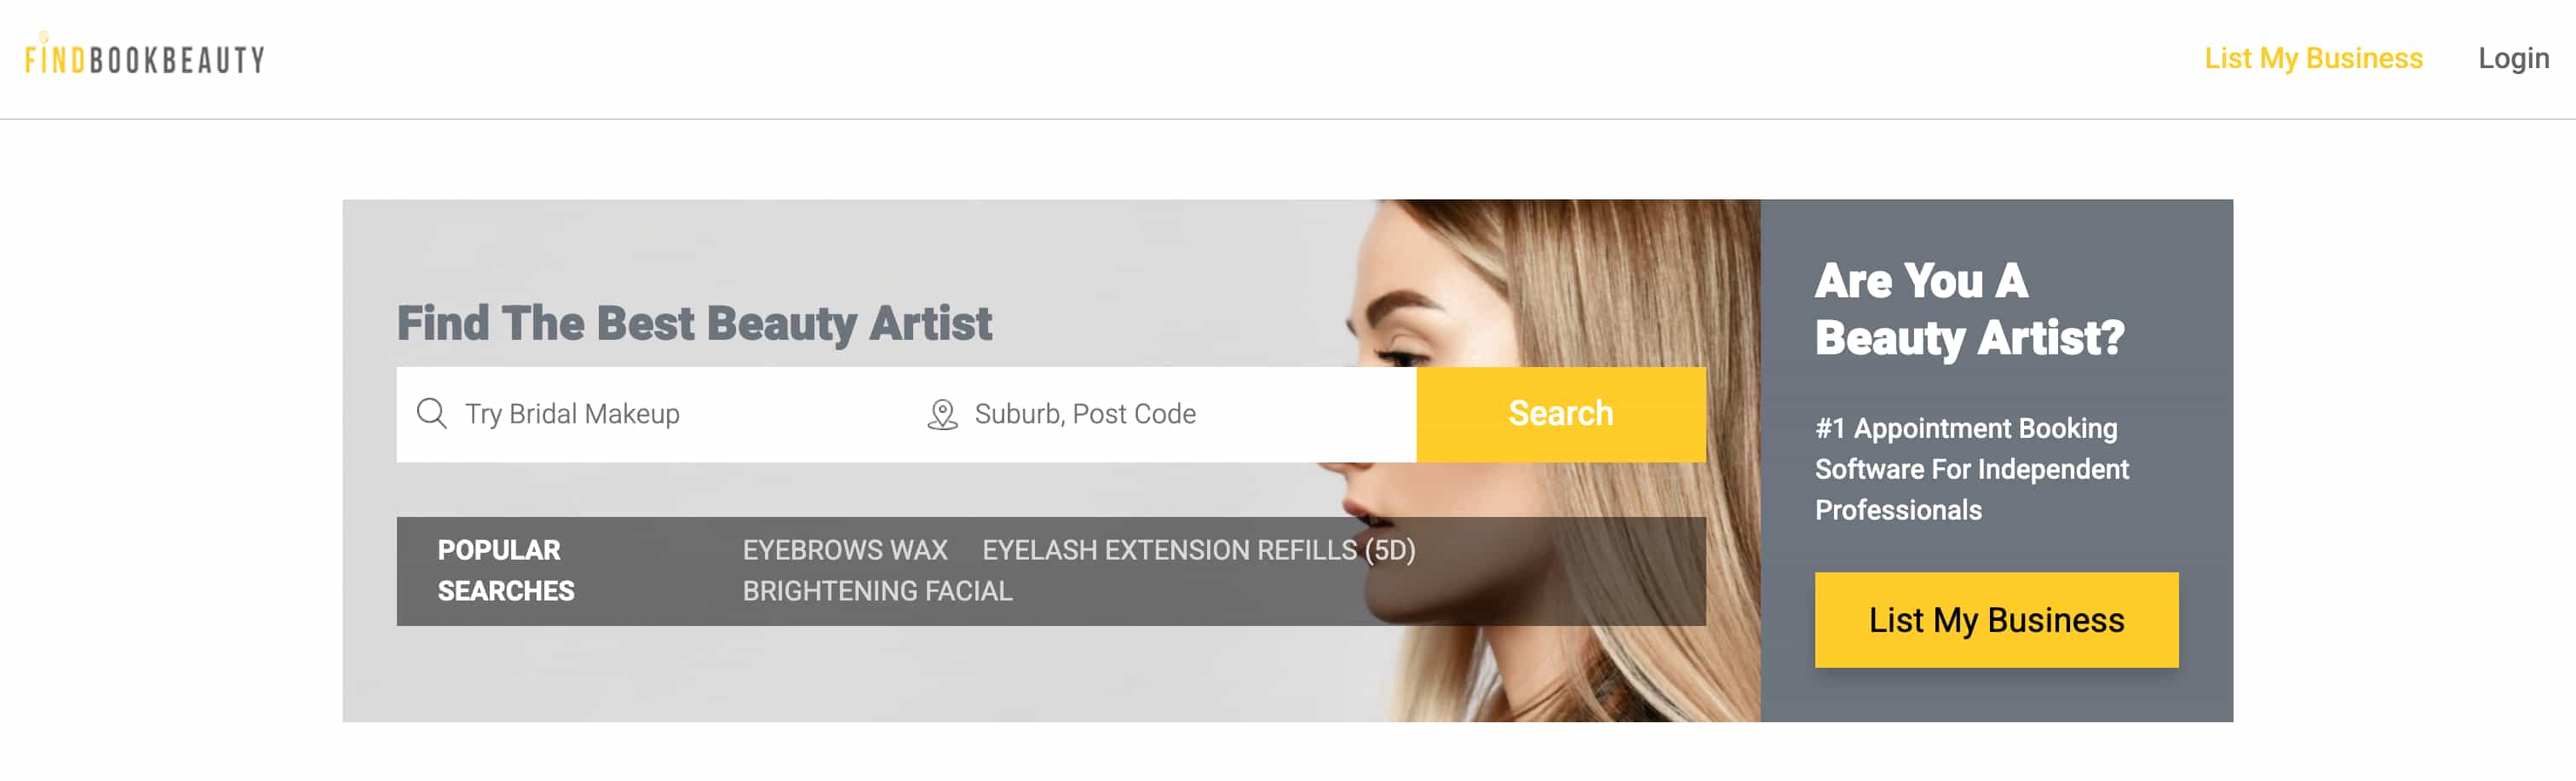 FINDBOOKBEAUTY
List My Business
Login
Find The Best Beauty Artist
Try Bridal Makeup
Suburb, Post Code
Search
POPULAR
SEARCHES
EYEBROWS WAX EYELASH EXTENSION REFILLS (5D)
BRIGHTENING FACIAL
Are You A
Beauty Artist?
#1 Appointment Booking
Software For Independent
Professionals
List My Business